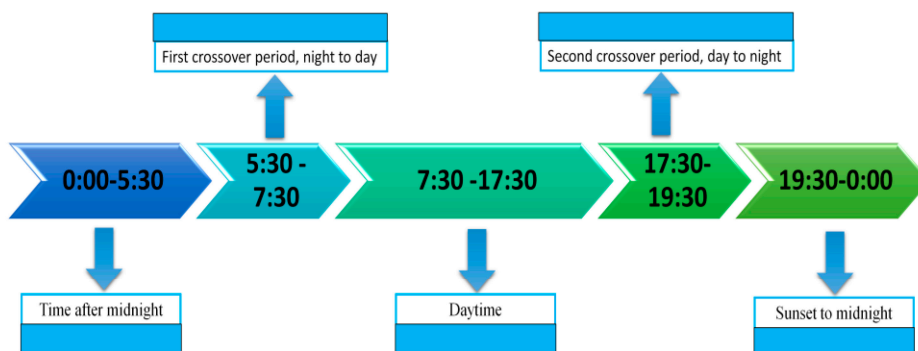 First crossover period, night to day
Second crossover period, day to night
0:00-5:30
5:30 -
7:30
7:30 -17:30
17:30-
19:30
19:30-0:00
Time after midnight
Daytime
Sunset to midnight